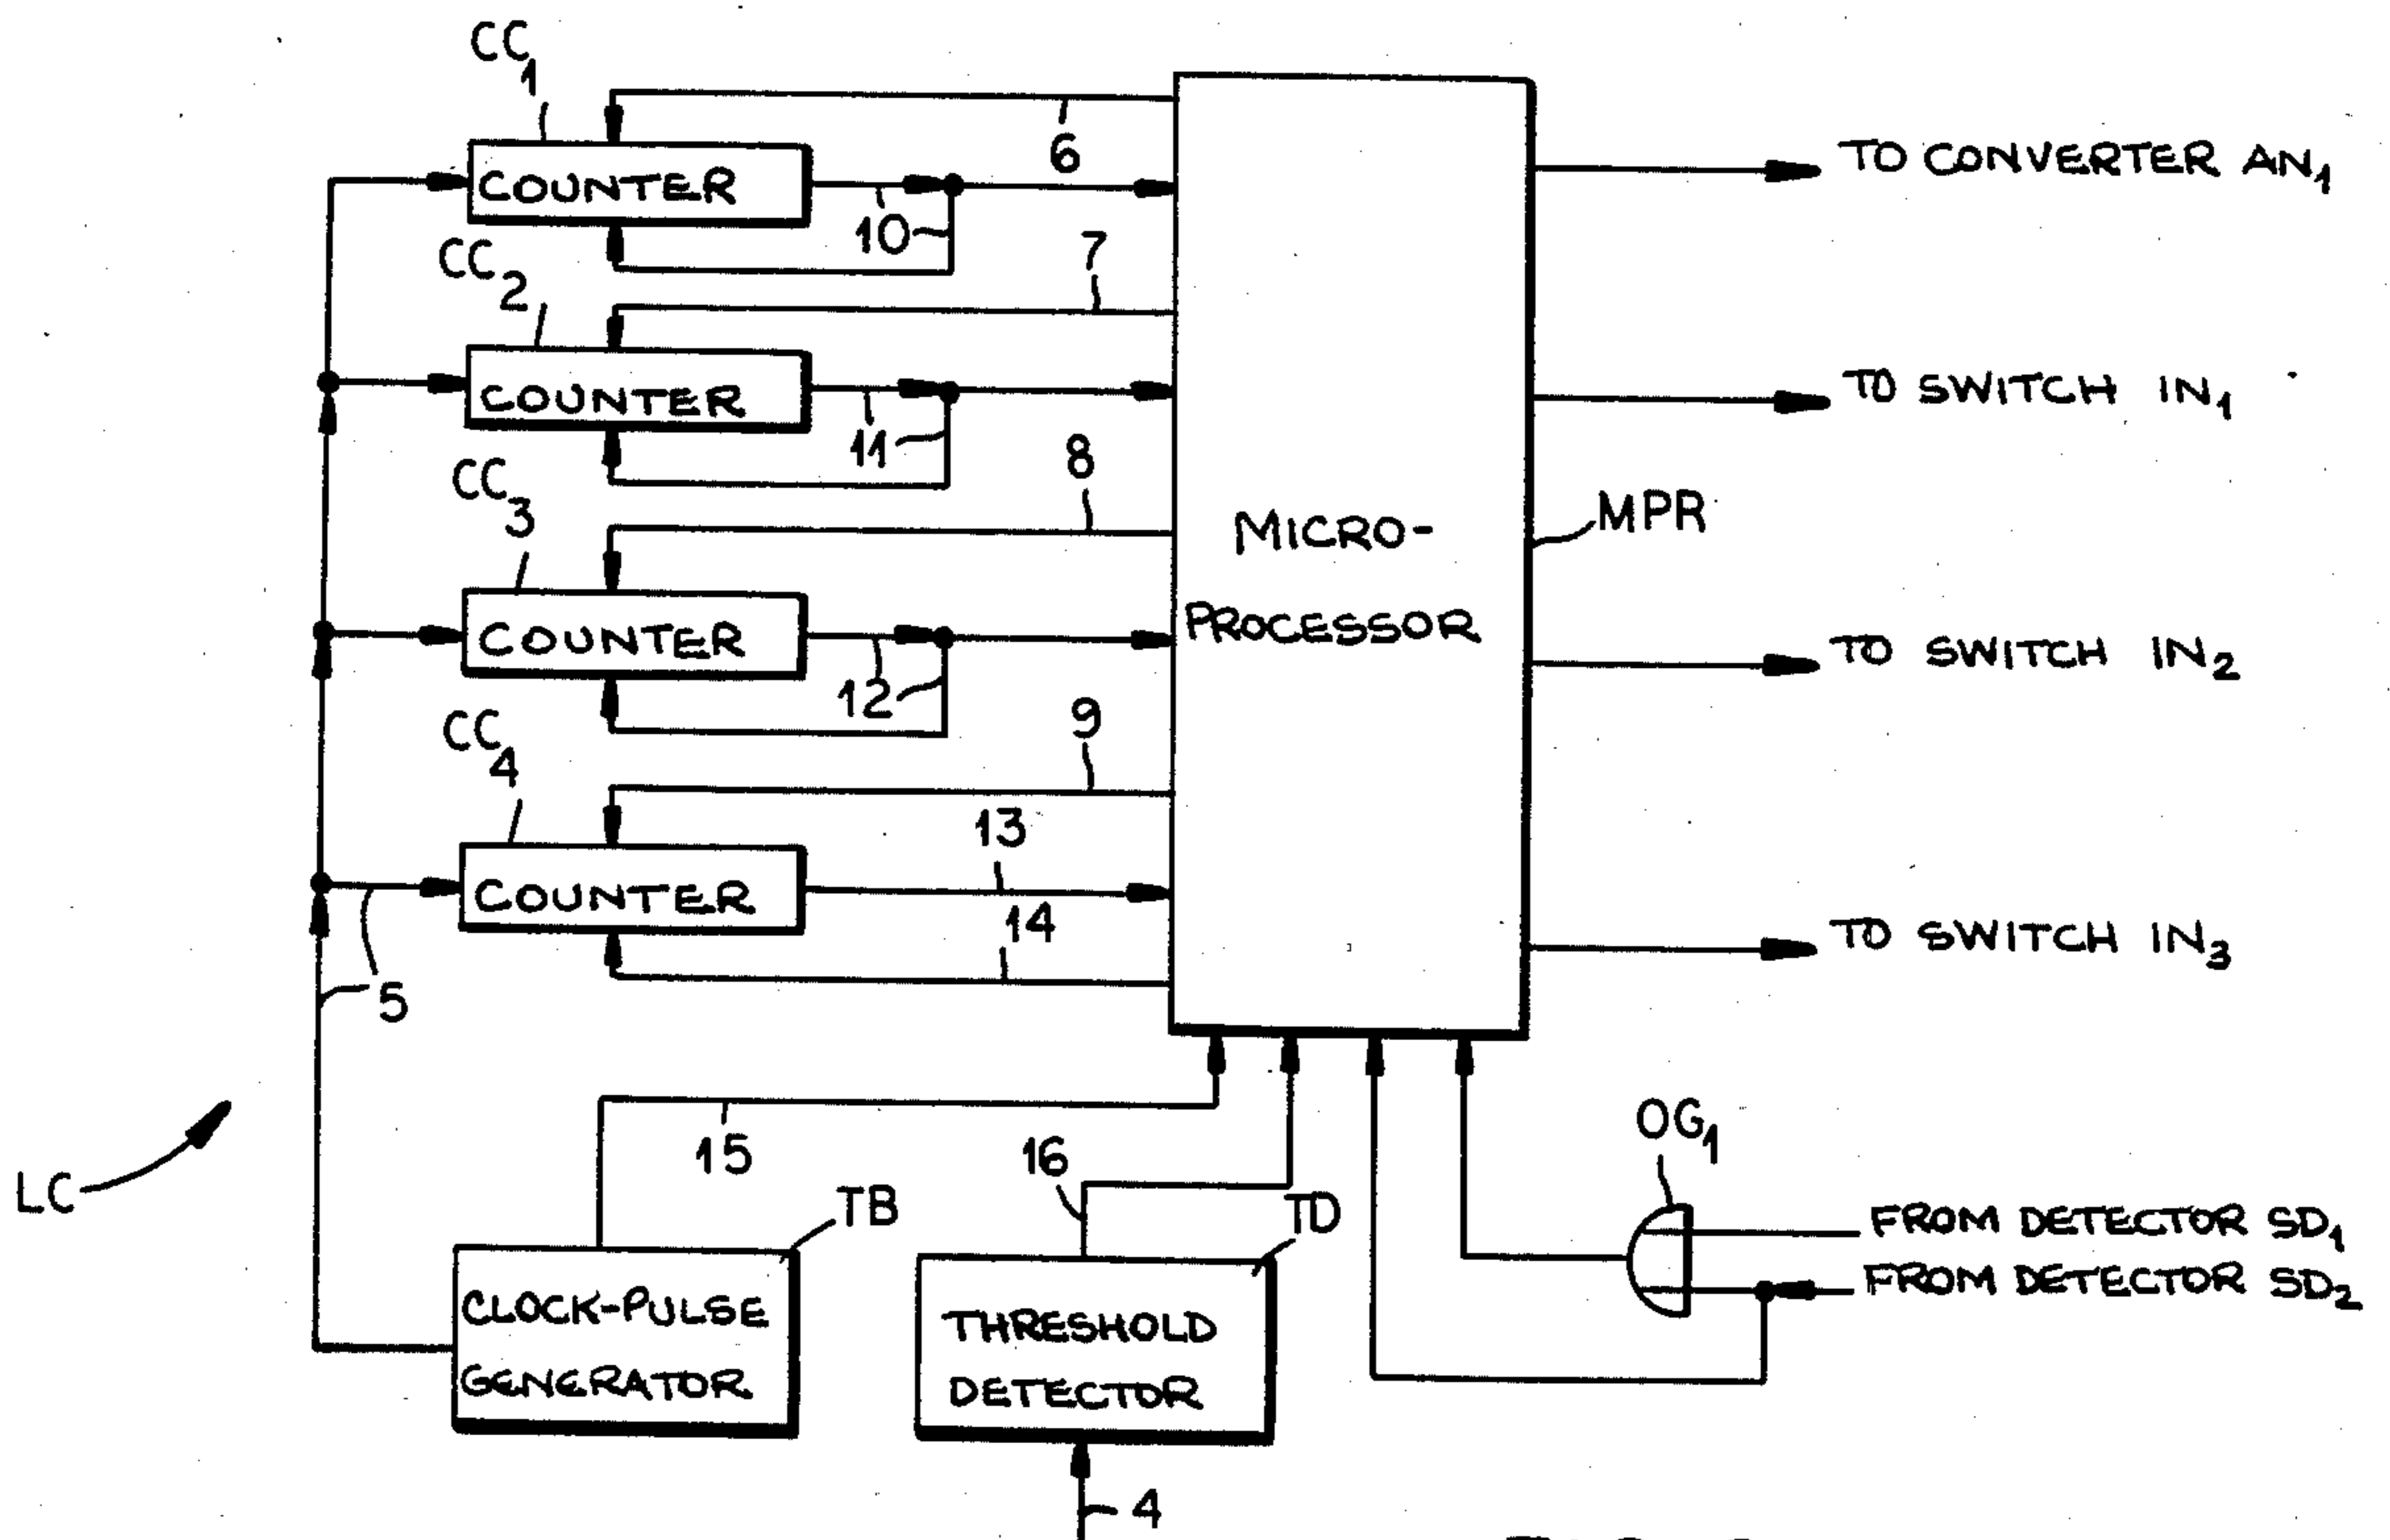 CC1
6
COUNTER
10
TO CONVERTER AN1
CC2
7
COUNTER
11
TO SWITCH IN1
CC3
8
MICRO-
PROCESSOR
MPR
COUNTER
12
TO SWITCH IN2
CC4
9
13
COUNTER
14
TO SWITCH IN3
5
15
16
OG1
LC
TB
TD
FROM DETECTOR SD1
FROM DETECTOR SD2
CLOCK-PULSE
GENERATOR
THRESHOLD
DETECTOR
4